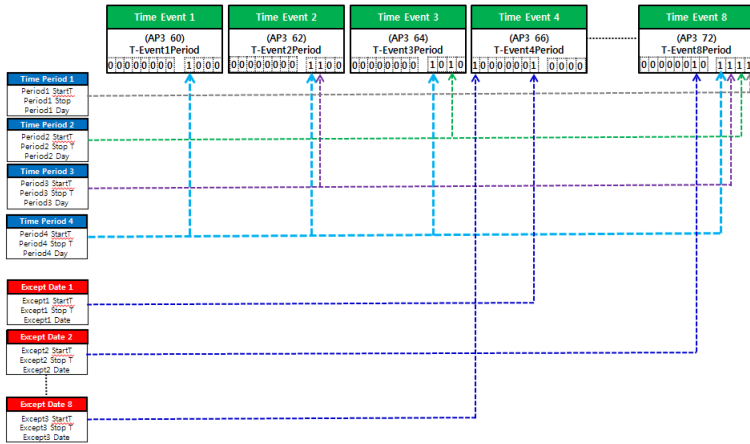 Time Event 1
Time Event 2
Time Event 3
Time Event 4
Time Event 8
(AP3 60)
T-Event1Period
00000000 1000
(AP3 62)
T-Event2Period
00000000 1100
(AP3 64)
T-Event3Period
00000000 1010
(AP3 66)
T-Event4Period
10000001 0000
(AP3 72)
T-Event8Period
00000010 1111
Time Period 1
Period1 StartT
Period1 Stop
Period1 Day
Time Period 2
Period2 StartT
Period2 Stop T
Period2 Day
Time Period 3
Period3 StartT
Period3 Stop T
Period3 Day
Time Period 4
Period4 StartT
Period4 Stop T
Period4 Day
Except Date 1
Except1 StartT
Except1 Stop T
Except1 Date
Except Date 2
Except2 StartT
Except2 Stop T
Except2 Date
Except Date 8
Except3 StartT
Except3 Stop T
Except3 Date